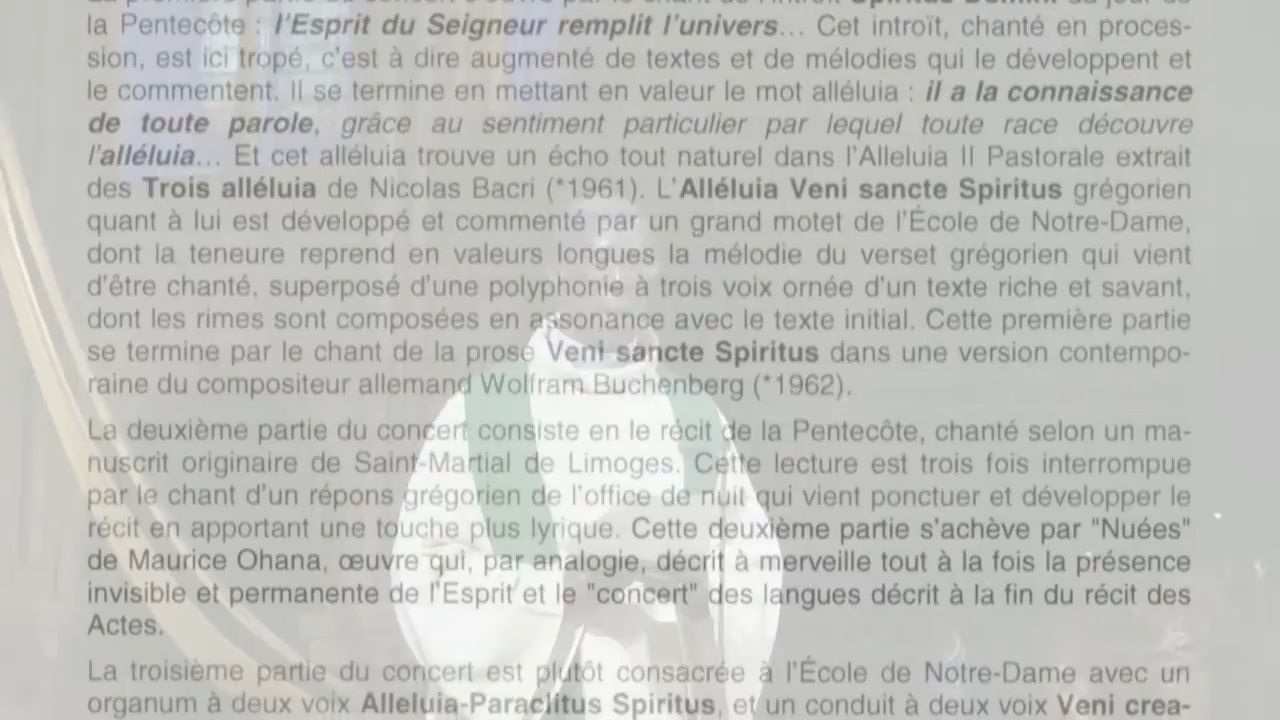 la Pentecôte : l'Esprit du Seigneur remplit l'univers... Cet introït, chanté en proces-
sion, est ici tropé, c'est à dire augmenté de textes et de mélodies qui le développent et
le commentent. Il se termine en mettant en valeur le mot alléluia : il a la connaissance
de toute parole, grâce au sentiment particulier par lequel toute race découvre
l'alléluia... Et cet alléluia trouve un écho tout naturel dans l'Alleluia II Pastorale extrait
des Trois alléluia de Nicolas Bacri (*1961). L'Alléluia Veni sancte Spiritus grégorien
quant à lui est développé et commenté par un grand motet de l'École de Notre-Dame,
dont la teneure reprend en valeurs longues la mélodie du verset grégorien qui vient
d'être chanté, superposé d'une polyphonie à trois voix ornée d'un texte riche et savant,
dont les rimes sont composées en assonance avec le texte initial. Cette première partie
se termine par le chant de la prose Veni sancte Spiritus dans une version contempo-
raine du compositeur allemand Wolfram Buchenberg (*1962).
La deuxième partie du concert consiste en le récit de la Pentecôte, chanté selon un ma-
nuscrit originaire de Saint-Martial de Limoges. Cette lecture est trois fois interrompue
par le chant d'un répons grégorien de l'office de nuit qui vient ponctuer et développer le
récit en apportant une touche plus lyrique. Cette deuxième partie s'achève par "Nuées"
de Maurice Ohana, œuvre qui, par analogie, décrit à merveille tout à la fois la présence
invisible et permanente de l'Esprit et le "concert" des langues décrit à la fin du récit des
Actes.
La troisième partie du concert est plutôt consacrée à l'École de Notre-Dame avec un
organum à deux voix Alleluia-Paraclitus Spiritus, et un conduit à deux voix Veni crea-